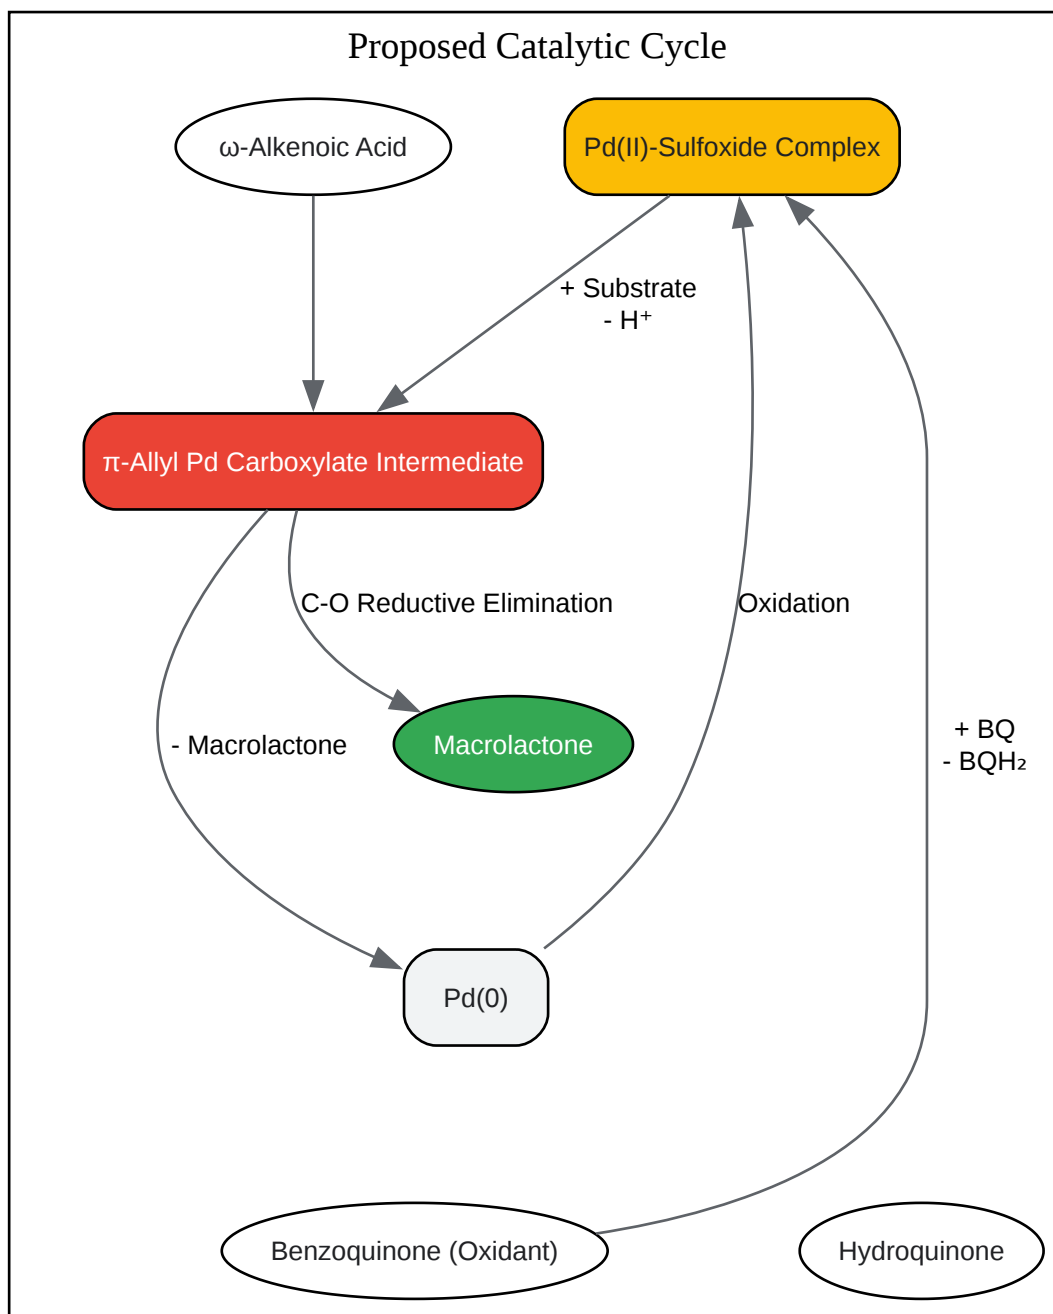 Proposed Catalytic Cycle
ω-Alkenoic Acid
Pd(II)-Sulfoxide Complex
+ Substrate
- H⁺
π-Allyl Pd Carboxylate Intermediate
C-O Reductive Elimination
Oxidation
- Macrolactone
Macrolactone
+ BQ
- BQH₂
Pd(0)
Benzoquinone (Oxidant)
Hydroquinone